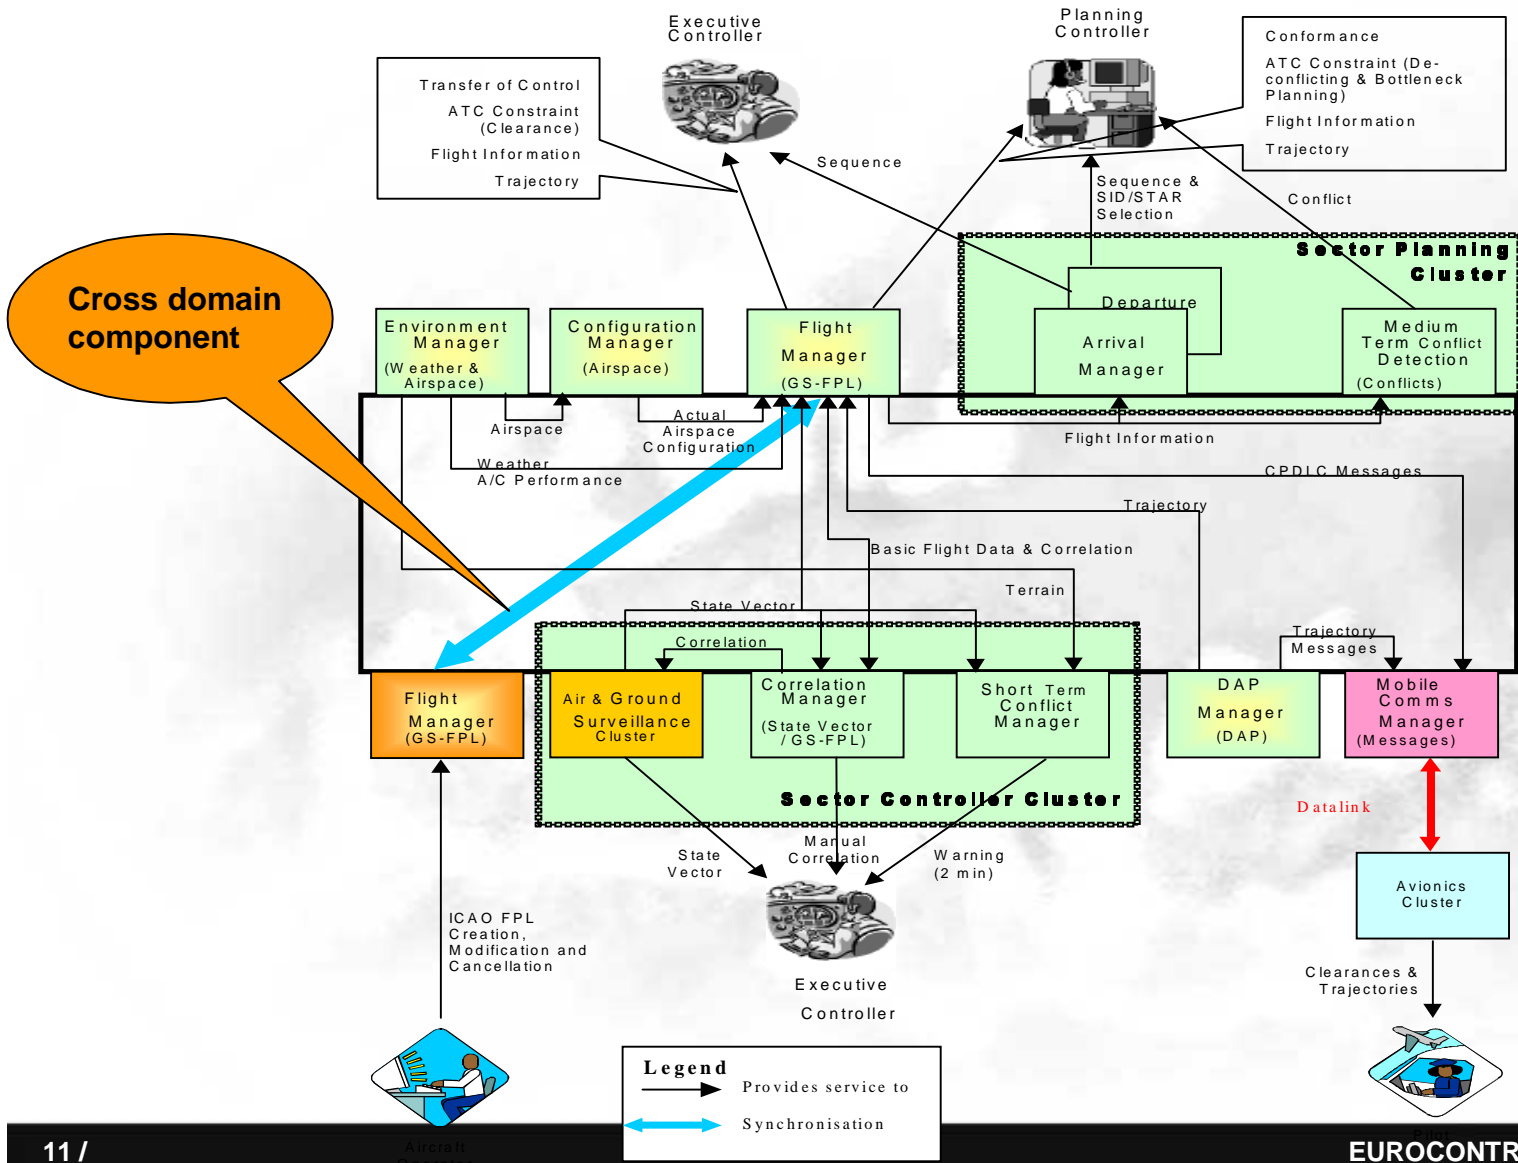 Executive
Controller
Planning
Controller
Transfer of Control
ATC Constraint
(Clearance)
Flight Information
Trajectory
Conformance
ATC Constraint (De-
conflicting & Bottleneck
Planning)
Flight Information
Trajectory
Sequence
Sequence &
SID/STAR
Selection
Conflict
Sector Planning
Cluster
Cross domain
component
Environment
Manager
(Weather &
Airspace)
Configuration
Manager
(Airspace)
Flight
Manager
(GS-FPL)
Departure
Arrival
Manager
Medium
Term Conflict
Detection
(Conflicts)
Airspace
Actual
Airspace
Configuration
Weather
A/C Performance
Flight Information
CPDLC Messages
Trajectory
Basic Flight Data & Correlation
Terrain
State Vector
Correlation
Trajectory
Messages
Flight
Manager
(GS-FPL)
Air & Ground
Surveillance
Cluster
Correlation
Manager
(State Vector
/ GS-FPL)
Short Term
Conflict
Manager
DAP
Manager
(DAP)
Mobile
Comms
Manager
(Messages)
Sector Controller Cluster
Datalink
State
Vector
Manual
Correlation
Warning
(2 min)
Avionics
Cluster
ICAO FPL
Creation,
Modification and
Cancellation
Executive
Controller
Clearances &
Trajectories
Legend
Provides service to
Synchronisation
Aircraft
Pilot
11 /
EUROCONTR